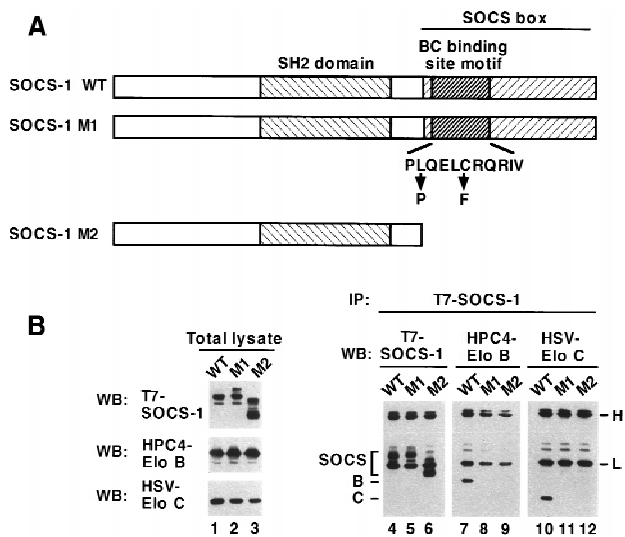 A
SOCS box
BC binding
site motif
SH2 domain
SOCS-1 WT
SOCS-1 M1
PLQELCRQRIV
P F
SOCS-1 M2
B
Total lysate
WT M1 M2
WB: T7-
SOCS-1
WB: HPC4-
Elo B
WB: HSV-
Elo C
1 2 3
IP: T7-SOCS-1
WB: T7-
SOCS-1
HPC4-
Elo B
HSV-
Elo C
WT M1 M2 WT M1 M2 WT M1 M2
H
SOCS
L
B
C
4 5 6 7 8 9 10 11 12